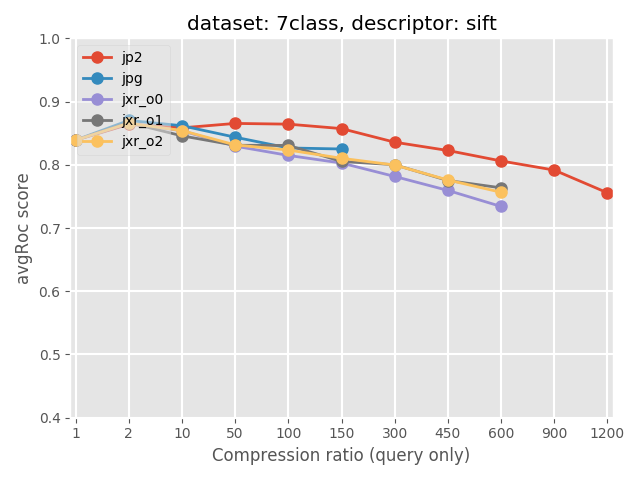 dataset: 7class, descriptor: sift
1.0
0.9
0.8
0.7
0.6
0.5
0.4
avgRoc score
jp2
jpg
jxr_o0
jxr_o1
jxr_o2
1 2 10 50 100 150 300 450 600 900 1200
Compression ratio (query only)